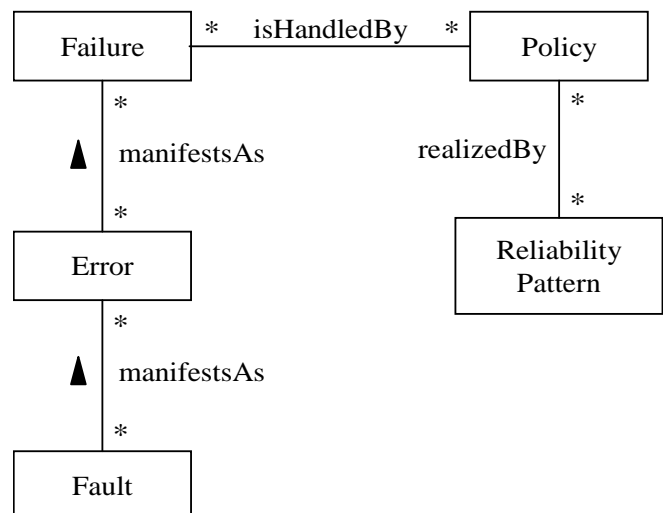 Failure
* isHandledBy *
Policy
*
manifestsAs
*
*
realizedBy
*
Error
Reliability
Pattern
*
manifestsAs
*
Fault